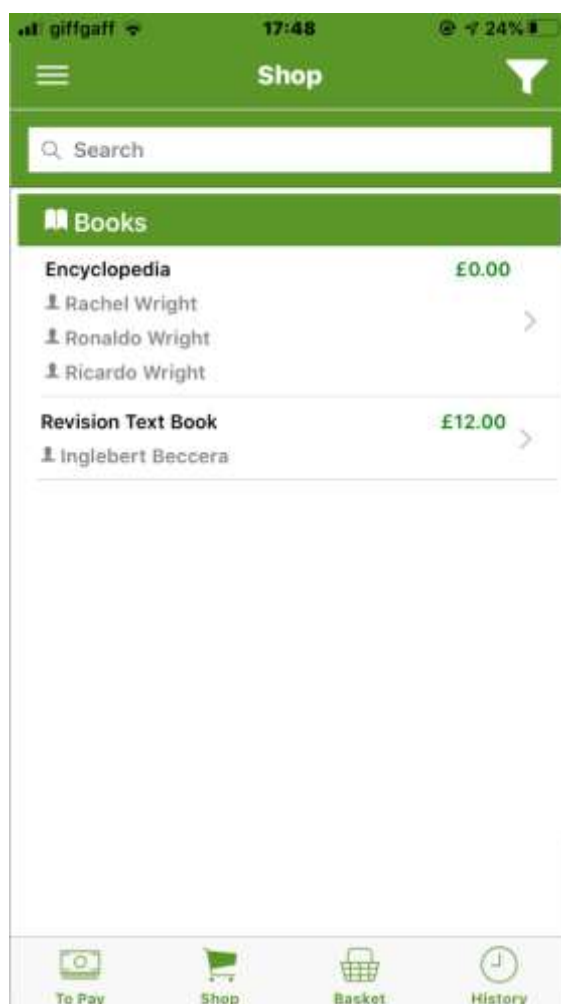 giffgaff 17:48 24%
Shop
Search
Books
Encyclopedia £0.00
Rachel Wright
Ronaldo Wright
Ricardo Wright
Revision Text Book £12.00
Inglebert Beccera
To Pay Shop Basket History